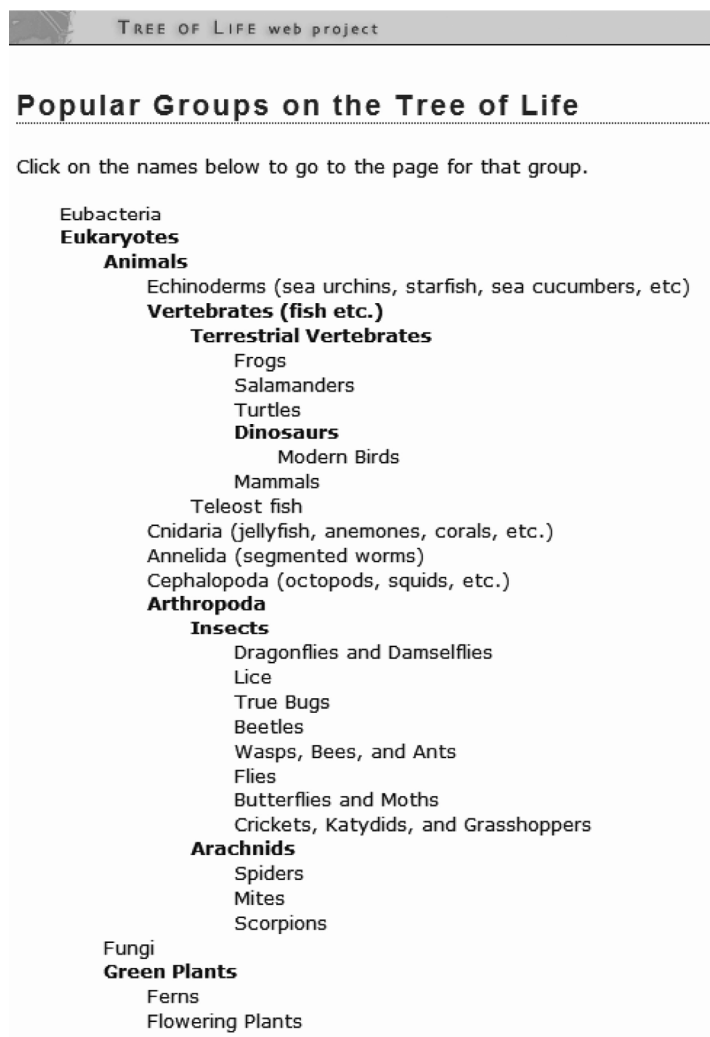 TREE OF LIFE web project
Popular Groups on the Tree of Life
Click on the names below to go to the page for that group.
Eubacteria
Eukaryotes
Animals
Echinoderms (sea urchins, starfish, sea cucumbers, etc)
Vertebrates (fish etc.)
Terrestrial Vertebrates
Frogs
Salamanders
Turtles
Dinosaurs
Modern Birds
Mammals
Teleost fish
Cnidaria (jellyfish, anemones, corals, etc.)
Annelida (segmented worms)
Cephalopoda (octopods, squids, etc.)
Arthropoda
Insects
Dragonflies and Damselflies
Lice
True Bugs
Beetles
Wasps, Bees, and Ants
Flies
Butterflies and Moths
Crickets, Katydids, and Grasshoppers
Arachnids
Spiders
Mites
Scorpions
Fungi
Green Plants
Ferns
Flowering Plants